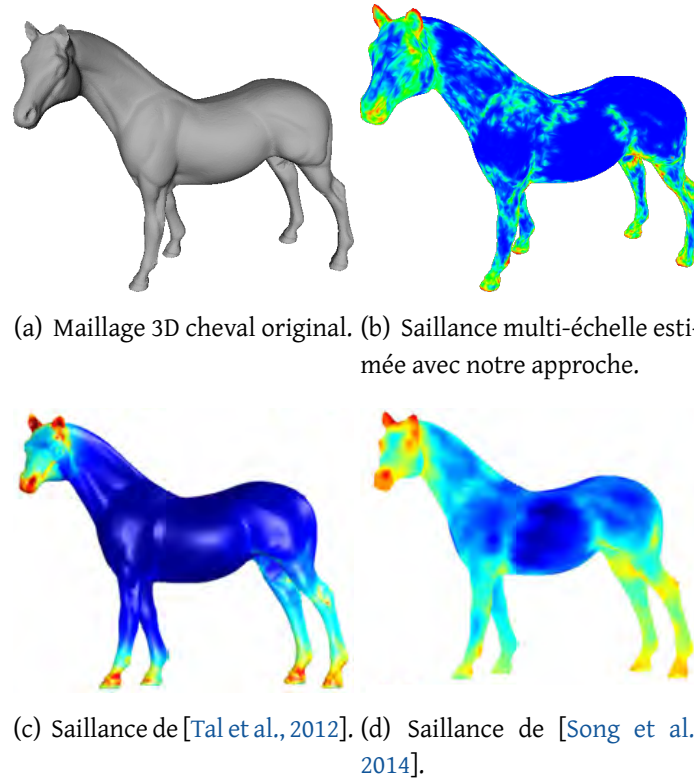 (a) Maillage 3D cheval original.
(b) Saillance multi-échelle esti-
mée avec notre approche.
(c) Saillance de [Tal et al., 2012].
(d) Saillance de [Song et al.
2014].